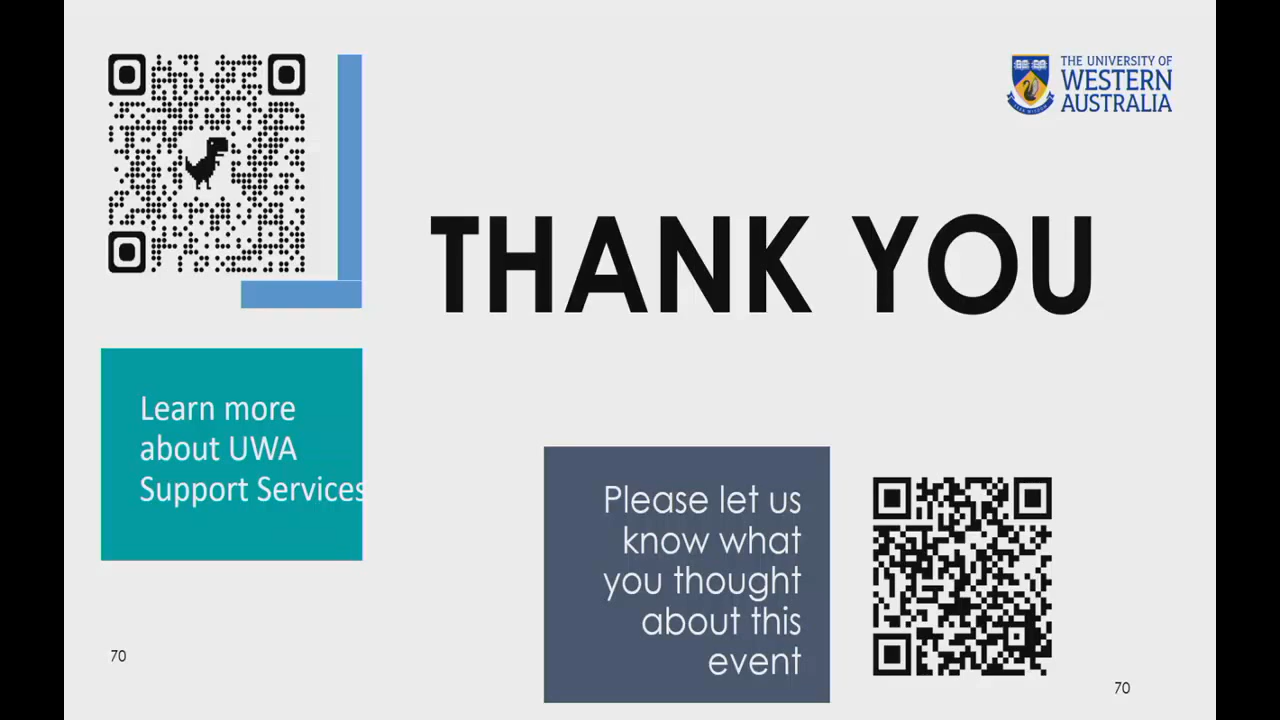 THE UNIVERSITY OF
WESTERN
AUSTRALIA
THANK YOU
Learn more
about UWA
Support Services
Please let us
know what
you thought
about this
event
70
70